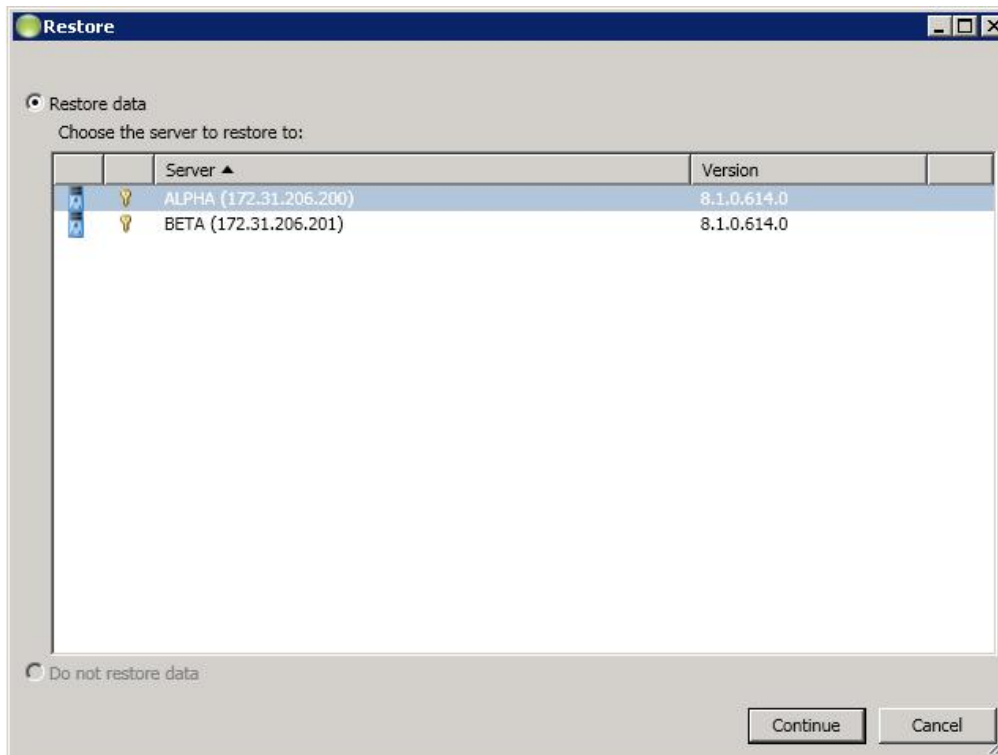 Restore
Restore data
Choose the server to restore to:
Server Version
ALPHA (172.31.206.200) 8.1.0.614.0
BETA (172.31.206.201) 8.1.0.614.0
Do not restore data
Continue Cancel